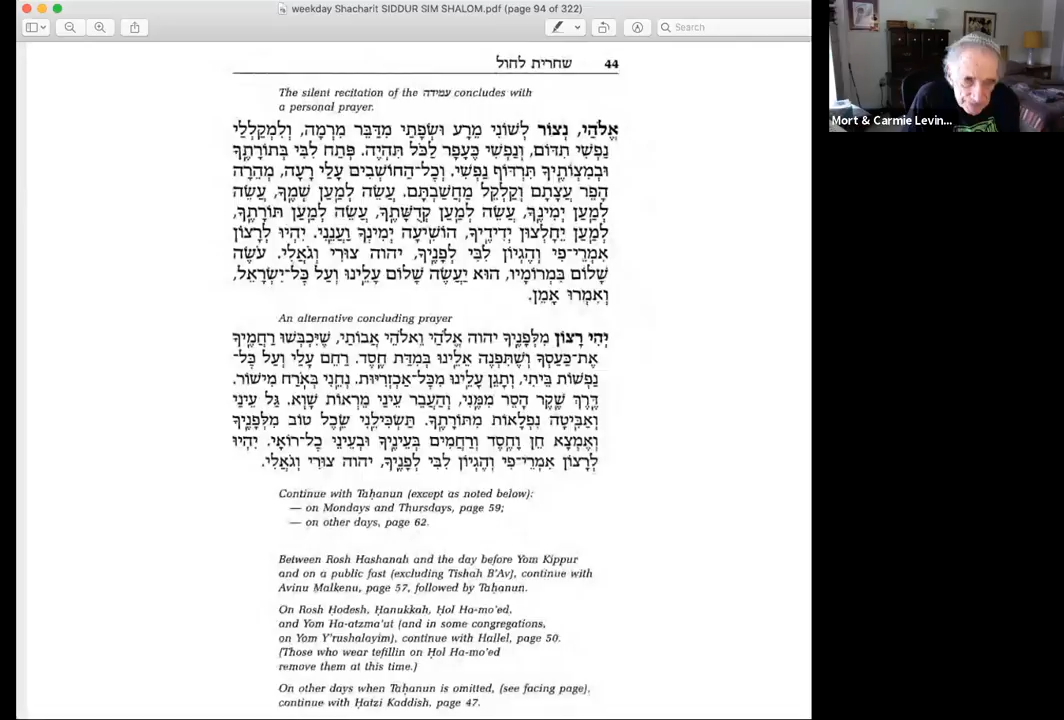 weekday Shacharit SIDDUR SIM SHALOM.pdf (page 94 of 322)
Search
44 שחרית לחול
The silent recitation of the עמידה concludes with
a personal prayer.
אֱלֹהַי, נְצוֹר לְשׁוֹנִי מֵרָע וּשְׂפָתַי מִדַּבֵּר מִרְמָה, וְלִמְקַלְלַי
נַפְשִׁי תִדּוֹם, וְנַפְשִׁי כֶּעָפָר לַכֹּל תִּהְיֶה. פְּתַח לִבִּי בְּתוֹרָתֶךָ
וּבְמִצְוֹתֶיךָ תִּרְדּוֹף נַפְשִׁי. וְכׇל־הַחוֹשְׁבִים עָלַי רָעָה, מְהֵרָה
הָפֵר עֲצָתָם וְקַלְקֵל מַחֲשַׁבְתָּם. עֲשֵׂה לְמַעַן שְׁמֶךָ, עֲשֵׂה
לְמַעַן יְמִינֶךָ, עֲשֵׂה לְמַעַן קְדֻשָּׁתֶךָ, עֲשֵׂה לְמַעַן תּוֹרָתֶךָ,
לְמַעַן יֵחָלְצוּן יְדִידֶיךָ, הוֹשִׁיעָה יְמִינְךָ וַעֲנֵנִי. יִהְיוּ לְרָצוֹן
אִמְרֵי־פִי וְהֶגְיוֹן לִבִּי לְפָנֶיךָ, יהוה צוּרִי וְגֹאֲלִי. עֹשֶׂה
שָׁלוֹם בִּמְרוֹמָיו, הוּא יַעֲשֶׂה שָׁלוֹם עָלֵינוּ וְעַל כׇּל־יִשְׂרָאֵל,
וְאִמְרוּ אָמֵן.
An alternative concluding prayer
יְהִי רָצוֹן מִלְּפָנֶיךָ יהוה אֱלֹהַי וֵאלֹהֵי אֲבוֹתַי, שֶׁיִּכְבְּשׁוּ רַחֲמֶיךָ
אֶת־כַּעַסְךָ וְשֶׁתִּפְנֶה אֵלֵינוּ בְּמִדַּת חֶסֶד. רַחֵם עָלַי וְעַל כׇּל־
נַפְשׁוֹת בֵּיתִי, וְתָגֵן עָלֵינוּ מִכׇּל־אַכְזְרִיּוּת. נְחֵנִי בְּאֹרַח מִישׁוֹר.
דֶּרֶךְ שֶׁקֶר הָסֵר מִמֶּנִּי, וְהַעֲבֵר עֵינַי מֵרְאוֹת שָׁוְא. גַּל עֵינַי
וְאַבִּיטָה נִפְלָאוֹת מִתּוֹרָתֶךָ. תַּשְׂכִּילֵנִי שֵׂכֶל טוֹב מִלְּפָנֶיךָ
וְאֶמְצָא חֵן וָחֶסֶד וְרַחֲמִים בְּעֵינֶיךָ וּבְעֵינֵי כׇל־רוֹאָי. יִהְיוּ
לְרָצוֹן אִמְרֵי־פִי וְהֶגְיוֹן לִבִּי לְפָנֶיךָ, יהוה צוּרִי וְגֹאֲלִי.
Continue with Taḥanun (except as noted below):
— on Mondays and Thursdays, page 59;
— on other days, page 62.
Between Rosh Hashanah and the day before Yom Kippur
and on a public fast (excluding Tishah B'Av), continue with
Avinu Malkenu, page 57, followed by Taḥanun.
On Rosh Ḥodesh, Ḥanukkah, Ḥol Ha-mo'ed,
and Yom Ha-atzma'ut (and in some congregations,
on Yom Y'rushalayim), continue with Hallel, page 50.
(Those who wear tefillin on Ḥol Ha-mo'ed
remove them at this time.)
On other days when Taḥanun is omitted, (see facing page),
continue with Ḥatzi Kaddish, page 47.
Mort & Carmie Levin...